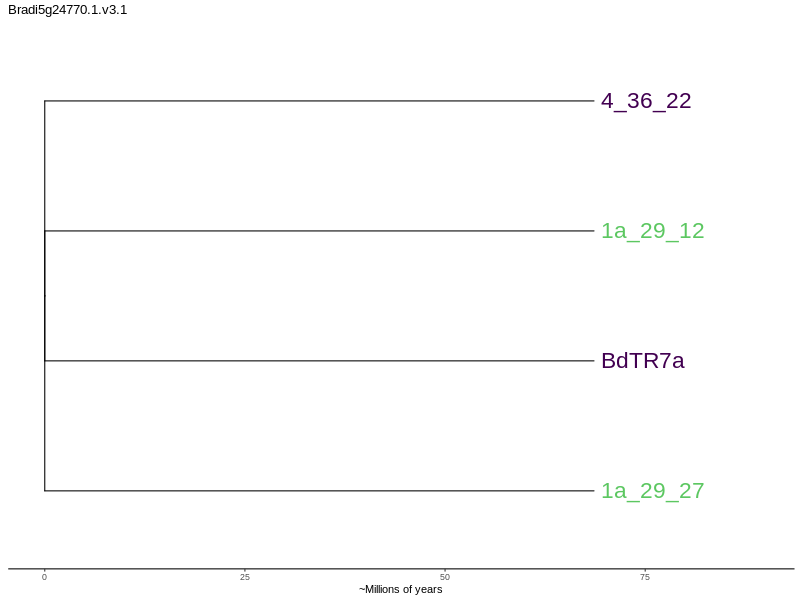 Bradi5g24770.1.v3.1
4_36_22
1a_29_12
BdTR7a
1a_29_27
0 25 50 75
~Millions of years